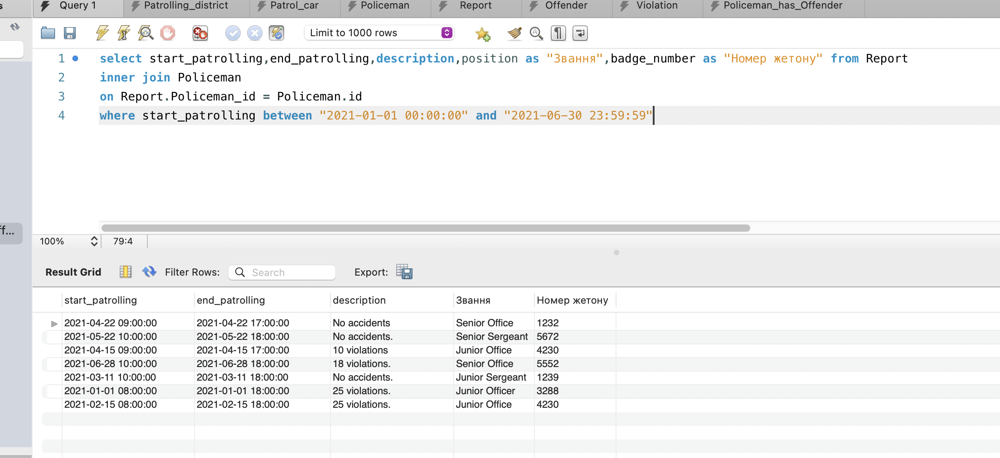 s
Query 1 Patrolling_district Patrol_car Policeman Report Offender Violation Policeman_has_Offender
Limit to 1000 rows
1 select start_patrolling,end_patrolling,description,position as "Звання",badge_number as "Номер жетону" from Report
2 inner join Policeman
3 on Report.Policeman_id = Policeman.id
4 where start_patrolling between "2021-01-01 00:00:00" and "2021-06-30 23:59:59"
ff...
100% 79:4
Result Grid Filter Rows: Search Export:
start_patrolling end_patrolling description Звання Номер жетону
2021-04-22 09:00:00 2021-04-22 17:00:00 No accidents Senior Office 1232
2021-05-22 10:00:00 2021-05-22 18:00:00 No accidents. Senior Sergeant 5672
2021-04-15 09:00:00 2021-04-15 17:00:00 10 violations Junior Office 4230
2021-06-28 10:00:00 2021-06-28 18:00:00 18 violations. Senior Office 5552
2021-03-11 10:00:00 2021-03-11 18:00:00 No accidents. Junior Sergeant 1239
2021-01-01 08:00:00 2021-01-01 18:00:00 25 violations. Junior Officer 3288
2021-02-15 08:00:00 2021-02-15 18:00:00 25 violations. Junior Office 4230